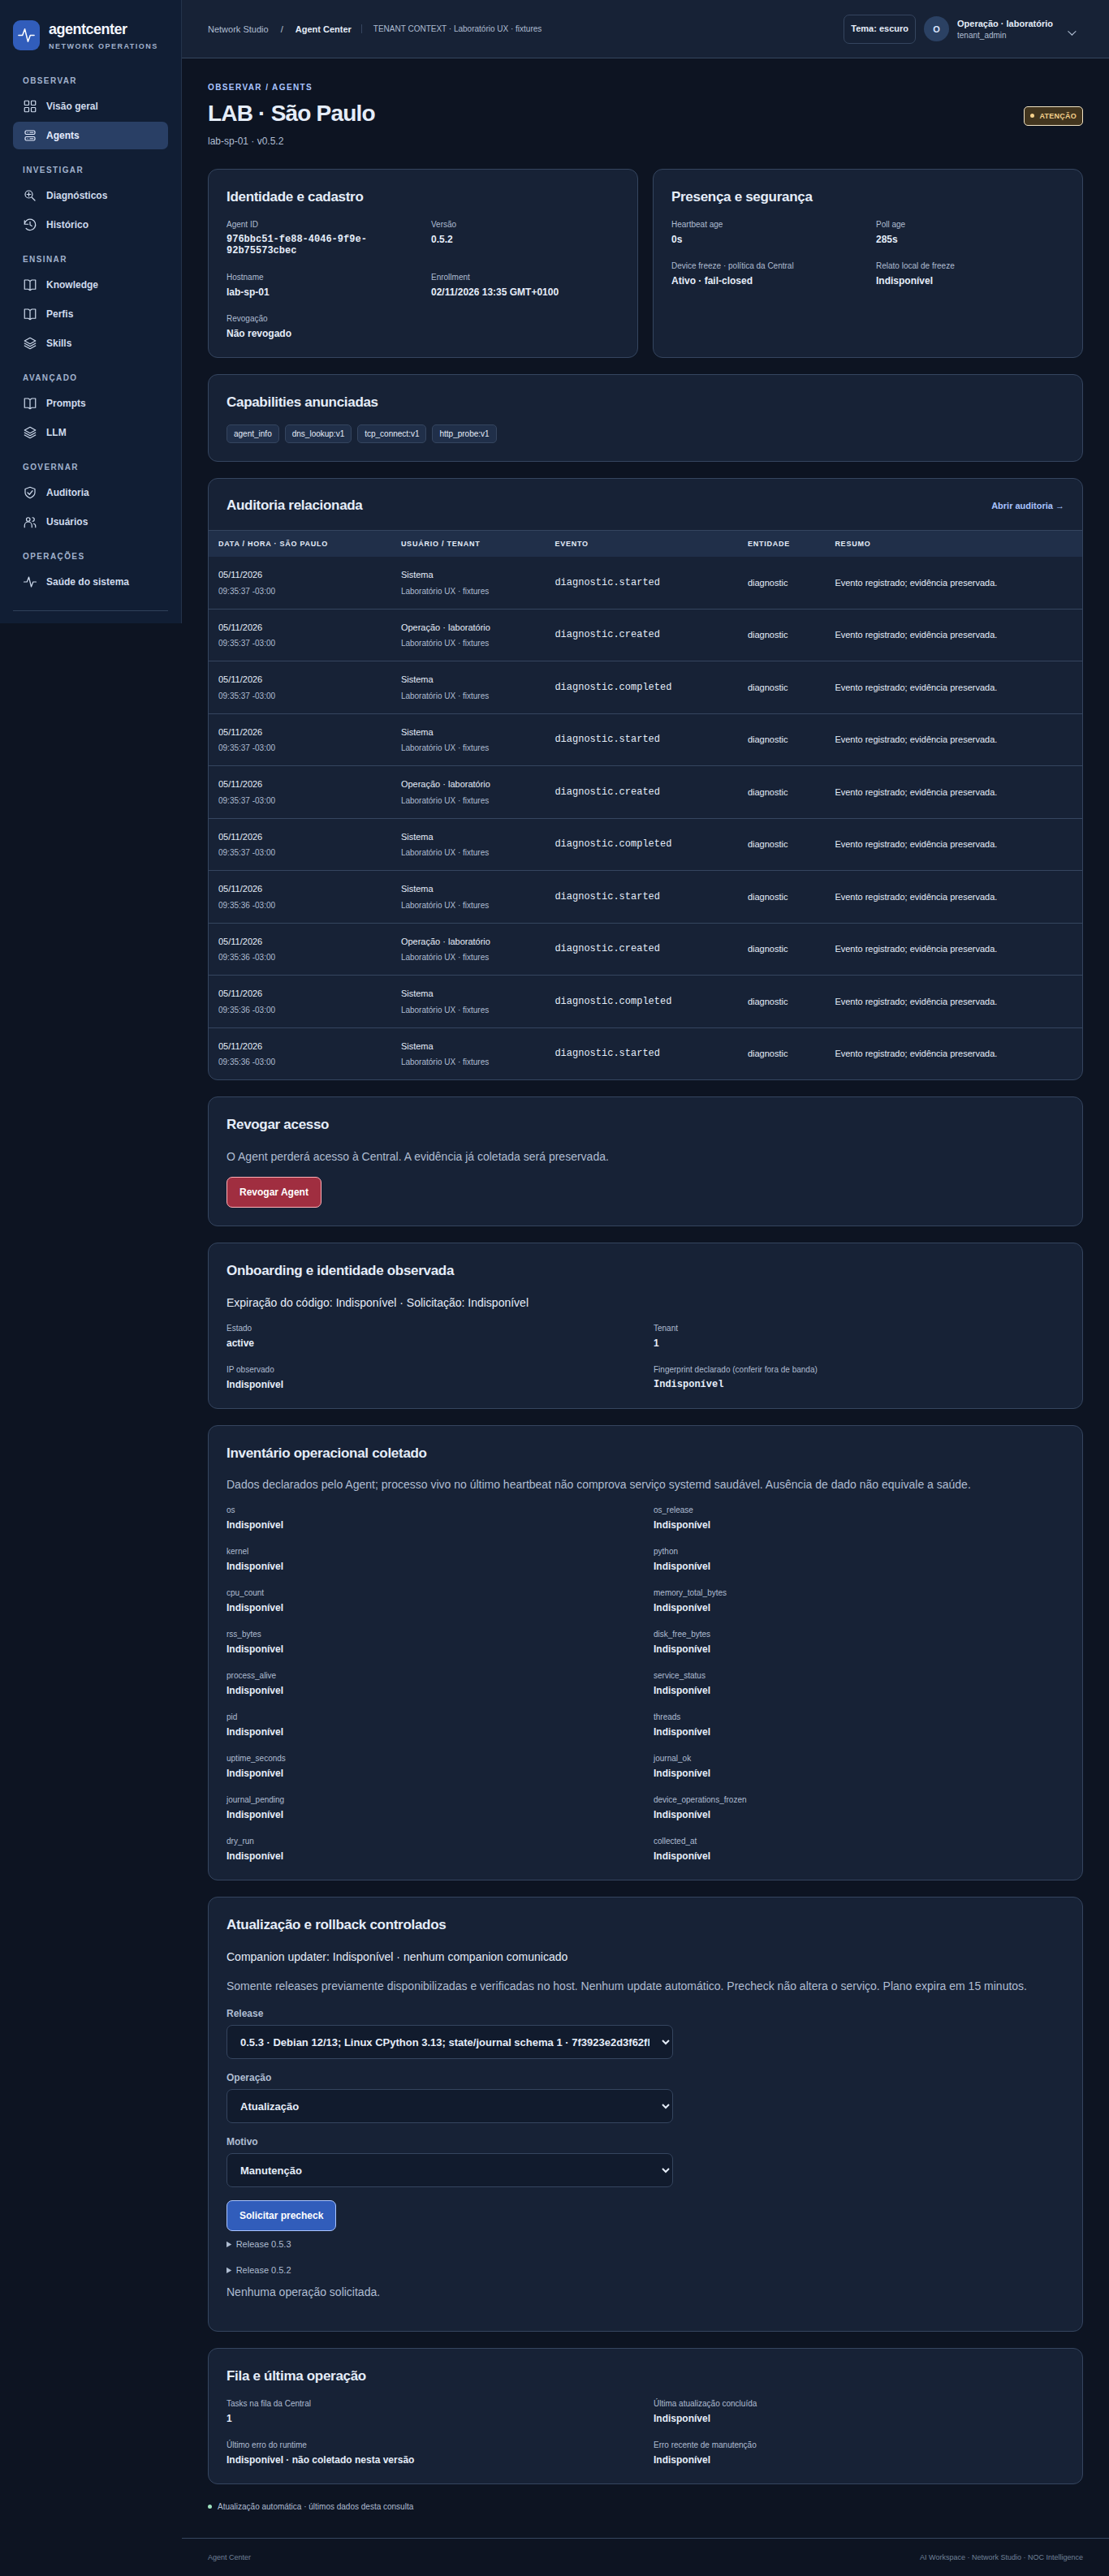 agentcenter
NETWORK OPERATIONS
OBSERVAR
Visão geral
Agents
INVESTIGAR
Diagnósticos
Histórico
ENSINAR
Knowledge
Perfis
Skills
AVANÇADO
Prompts
LLM
GOVERNAR
Auditoria
Usuários
OPERAÇÕES
Saúde do sistema
Network Studio / Agent Center TENANT CONTEXT · Laboratório UX · fixtures
Tema: escuro
O
Operação · laboratório
tenant_admin
OBSERVAR / AGENTS
LAB · São Paulo
lab-sp-01 · v0.5.2
ATENÇÃO
Identidade e cadastro
Agent ID
976bbc51-fe88-4046-9f9e-
92b75573cbec
Versão
0.5.2
Hostname
lab-sp-01
Enrollment
02/11/2026 13:35 GMT+0100
Revogação
Não revogado
Presença e segurança
Heartbeat age
0s
Poll age
285s
Device freeze · política da Central
Ativo · fail-closed
Relato local de freeze
Indisponível
Capabilities anunciadas
agent_info dns_lookup:v1 tcp_connect:v1 http_probe:v1
Auditoria relacionada
Abrir auditoria →
DATA / HORA · SÃO PAULO USUÁRIO / TENANT EVENTO ENTIDADE RESUMO
05/11/2026 Sistema
diagnostic.started diagnostic Evento registrado; evidência preservada.
09:35:37 -03:00 Laboratório UX · fixtures
05/11/2026 Operação · laboratório
diagnostic.created diagnostic Evento registrado; evidência preservada.
09:35:37 -03:00 Laboratório UX · fixtures
05/11/2026 Sistema
diagnostic.completed diagnostic Evento registrado; evidência preservada.
09:35:37 -03:00 Laboratório UX · fixtures
05/11/2026 Sistema
diagnostic.started diagnostic Evento registrado; evidência preservada.
09:35:37 -03:00 Laboratório UX · fixtures
05/11/2026 Operação · laboratório
diagnostic.created diagnostic Evento registrado; evidência preservada.
09:35:37 -03:00 Laboratório UX · fixtures
05/11/2026 Sistema
diagnostic.completed diagnostic Evento registrado; evidência preservada.
09:35:37 -03:00 Laboratório UX · fixtures
05/11/2026 Sistema
diagnostic.started diagnostic Evento registrado; evidência preservada.
09:35:36 -03:00 Laboratório UX · fixtures
05/11/2026 Operação · laboratório
diagnostic.created diagnostic Evento registrado; evidência preservada.
09:35:36 -03:00 Laboratório UX · fixtures
05/11/2026 Sistema
diagnostic.completed diagnostic Evento registrado; evidência preservada.
09:35:36 -03:00 Laboratório UX · fixtures
05/11/2026 Sistema
diagnostic.started diagnostic Evento registrado; evidência preservada.
09:35:36 -03:00 Laboratório UX · fixtures
Revogar acesso
O Agent perderá acesso à Central. A evidência já coletada será preservada.
Revogar Agent
Onboarding e identidade observada
Expiração do código: Indisponível · Solicitação: Indisponível
Estado
active
Tenant
1
IP observado
Indisponível
Fingerprint declarado (conferir fora de banda)
Indisponível
Inventário operacional coletado
Dados declarados pelo Agent; processo vivo no último heartbeat não comprova serviço systemd saudável. Ausência de dado não equivale a saúde.
os
Indisponível
os_release
Indisponível
kernel
Indisponível
python
Indisponível
cpu_count
Indisponível
memory_total_bytes
Indisponível
rss_bytes
Indisponível
disk_free_bytes
Indisponível
process_alive
Indisponível
service_status
Indisponível
pid
Indisponível
threads
Indisponível
uptime_seconds
Indisponível
journal_ok
Indisponível
journal_pending
Indisponível
device_operations_frozen
Indisponível
dry_run
Indisponível
collected_at
Indisponível
Atualização e rollback controlados
Companion updater: Indisponível · nenhum companion comunicado
Somente releases previamente disponibilizadas e verificadas no host. Nenhum update automático. Precheck não altera o serviço. Plano expira em 15 minutos.
Release
0.5.3 · Debian 12/13; Linux CPython 3.13; state/journal schema 1 · 7f3923e2d3f62f
Operação
Atualização
Motivo
Manutenção
Solicitar precheck
Release 0.5.3
Release 0.5.2
Nenhuma operação solicitada.
Fila e última operação
Tasks na fila da Central
1
Última atualização concluída
Indisponível
Último erro do runtime
Indisponível · não coletado nesta versão
Erro recente de manutenção
Indisponível
Atualização automática · últimos dados desta consulta
Agent Center
AI Workspace · Network Studio · NOC Intelligence